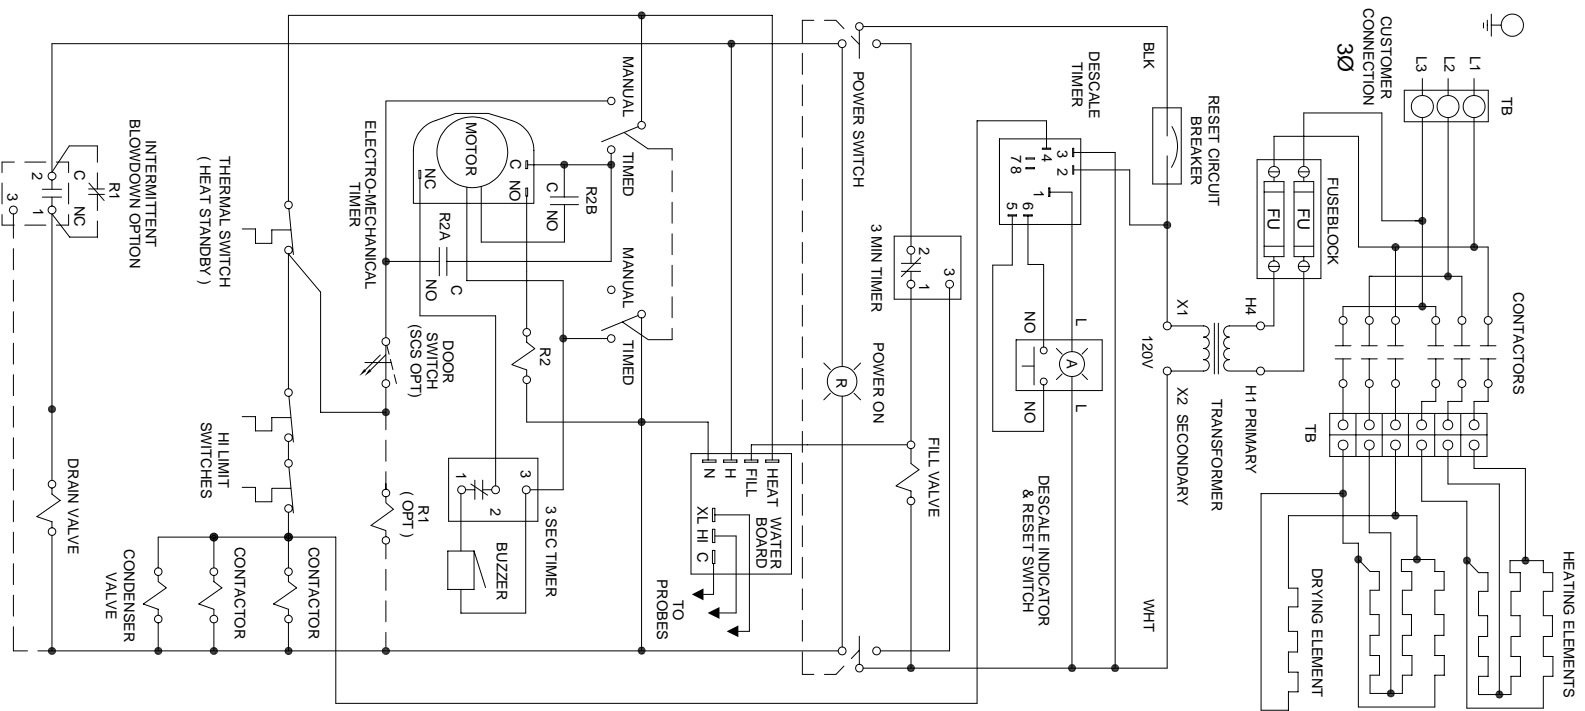 HEATING ELEMENTS
DRYING ELEMENT
TB
CONTACTORS
TB
L1
L2
L3
CUSTOMER
CONNECTION
3Ø
FUSEBLOCK
FU
FU
H4
H1 PRIMARY
TRANSFORMER
X1
120V
X2 SECONDARY
RESET CIRCUIT
BREAKER
BLK
WHT
DESCALE
TIMER
4
3
2
7
8
1
5
6
NO
L
A
L
NO
DESCALE INDICATOR
& RESET SWITCH
FILL VALVE
3 MIN TIMER
2
1
3
POWER SWITCH
POWER ON
R
HEAT
FILL
H
N
WATER
BOARD
XL
HI
C
TO
PROBES
MANUAL
TIMED
MANUAL
TIMED
R2B
C
NO
C
NO
MOTOR
NC
R2A
C
NO
R2
3 SEC TIMER
3
2
1
BUZZER
ELECTRO-MECHANICAL
TIMER
DOOR
SWITCH
(SCS OPT)
R1
( OPT )
THERMAL SWITCH
( HEAT STANDBY )
HI LIMIT
SWITCHES
CONTACTOR
CONTACTOR
CONDENSER
VALVE
INTERMITTENT
BLOWDOWN OPTION
R1
C
NC
2
1
3
DRAIN VALVE